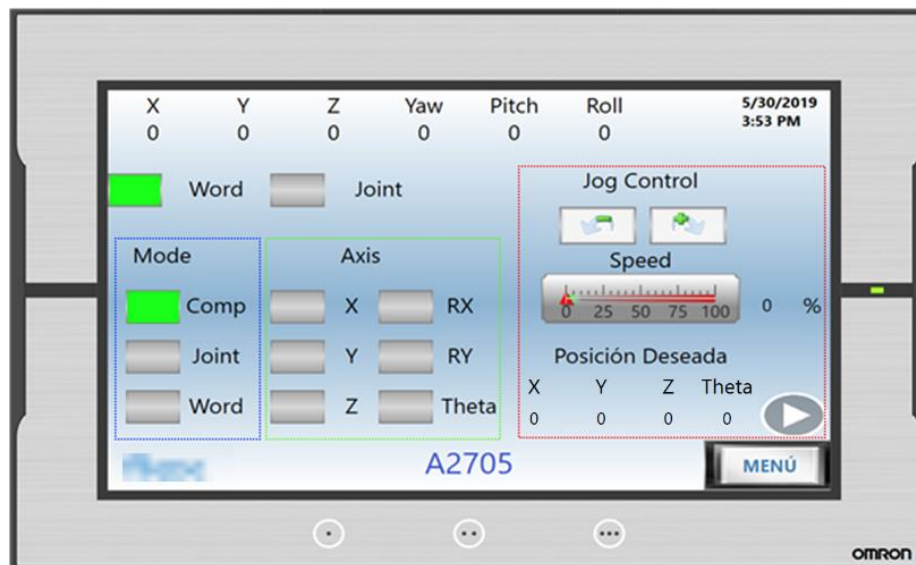 X Y Z Yaw Pitch Roll 5/30/2019
0 0 0 0 0 0 3:53 PM
Word Joint
Jog Control
Mode Axis
Speed
Comp X RX
0 25 50 75 100 0 %
Joint Y RY
Posición Deseada
X Y Z Theta
Word Z Theta
0 0 0 0
A2705
MENÚ
OMRON